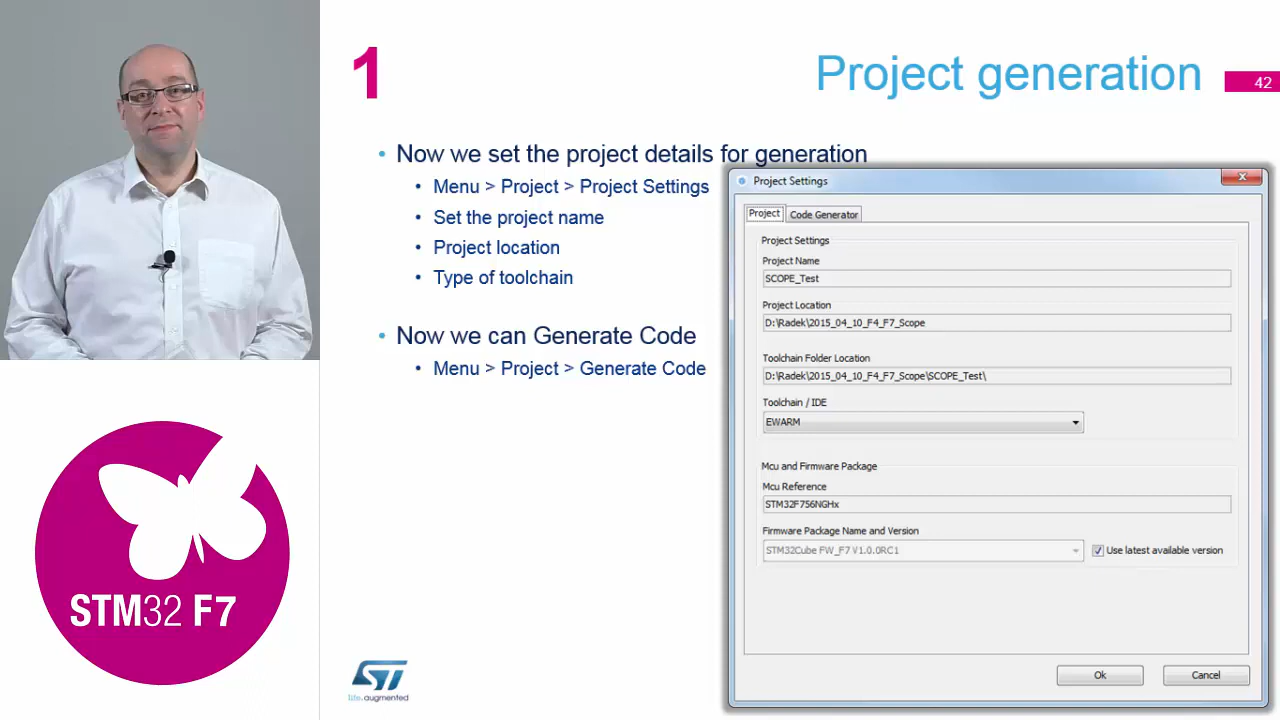 1
Project generation
42
• Now we set the project details for generation
• Menu > Project > Project Settings
• Set the project name
• Project location
• Type of toolchain
• Now we can Generate Code
• Menu > Project > Generate Code
Project Settings
Project
Code Generator
Project Settings
Project Name
SCOPE_Test
Project Location
D:\Radek\2015_04_10_F4_F7_Scope
Toolchain Folder Location
D:\Radek\2015_04_10_F4_F7_Scope\SCOPE_Test\
Toolchain / IDE
EWARM
Mcu and Firmware Package
Mcu Reference
STM32F756NGHx
Firmware Package Name and Version
STM32Cube FW_F7 V1.0.0RC1
Use latest available version
Ok
Cancel
STM32 F7
ST
life.augmented